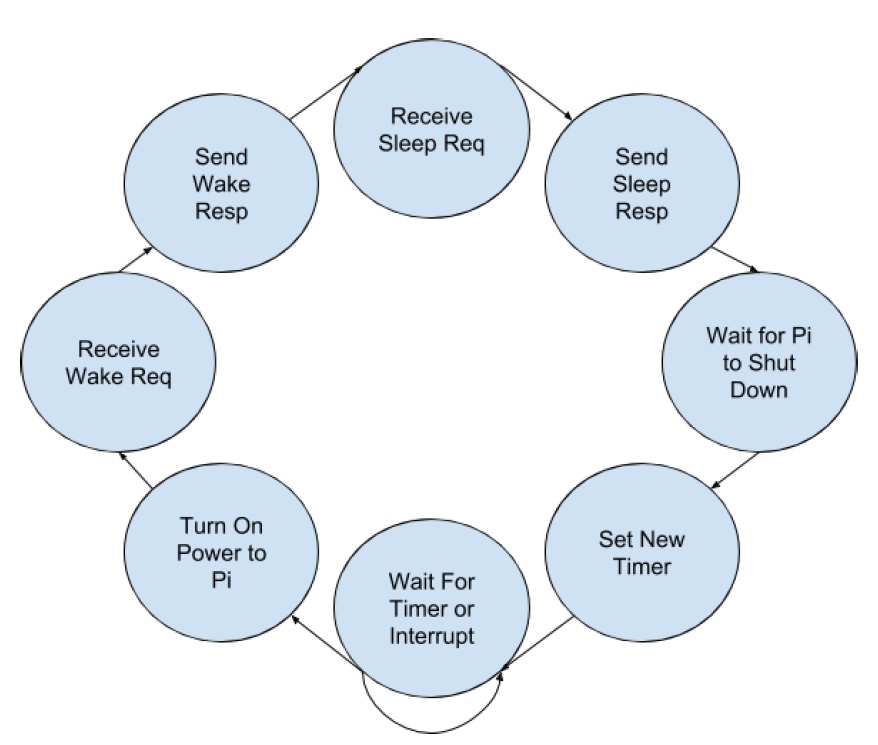 Receive
Sleep Req
Send
Sleep
Resp
Wait for Pi
to Shut
Down
Set New
Timer
Wait For
Timer or
Interrupt
Turn On
Power to
Pi
Receive
Wake Req
Send
Wake
Resp